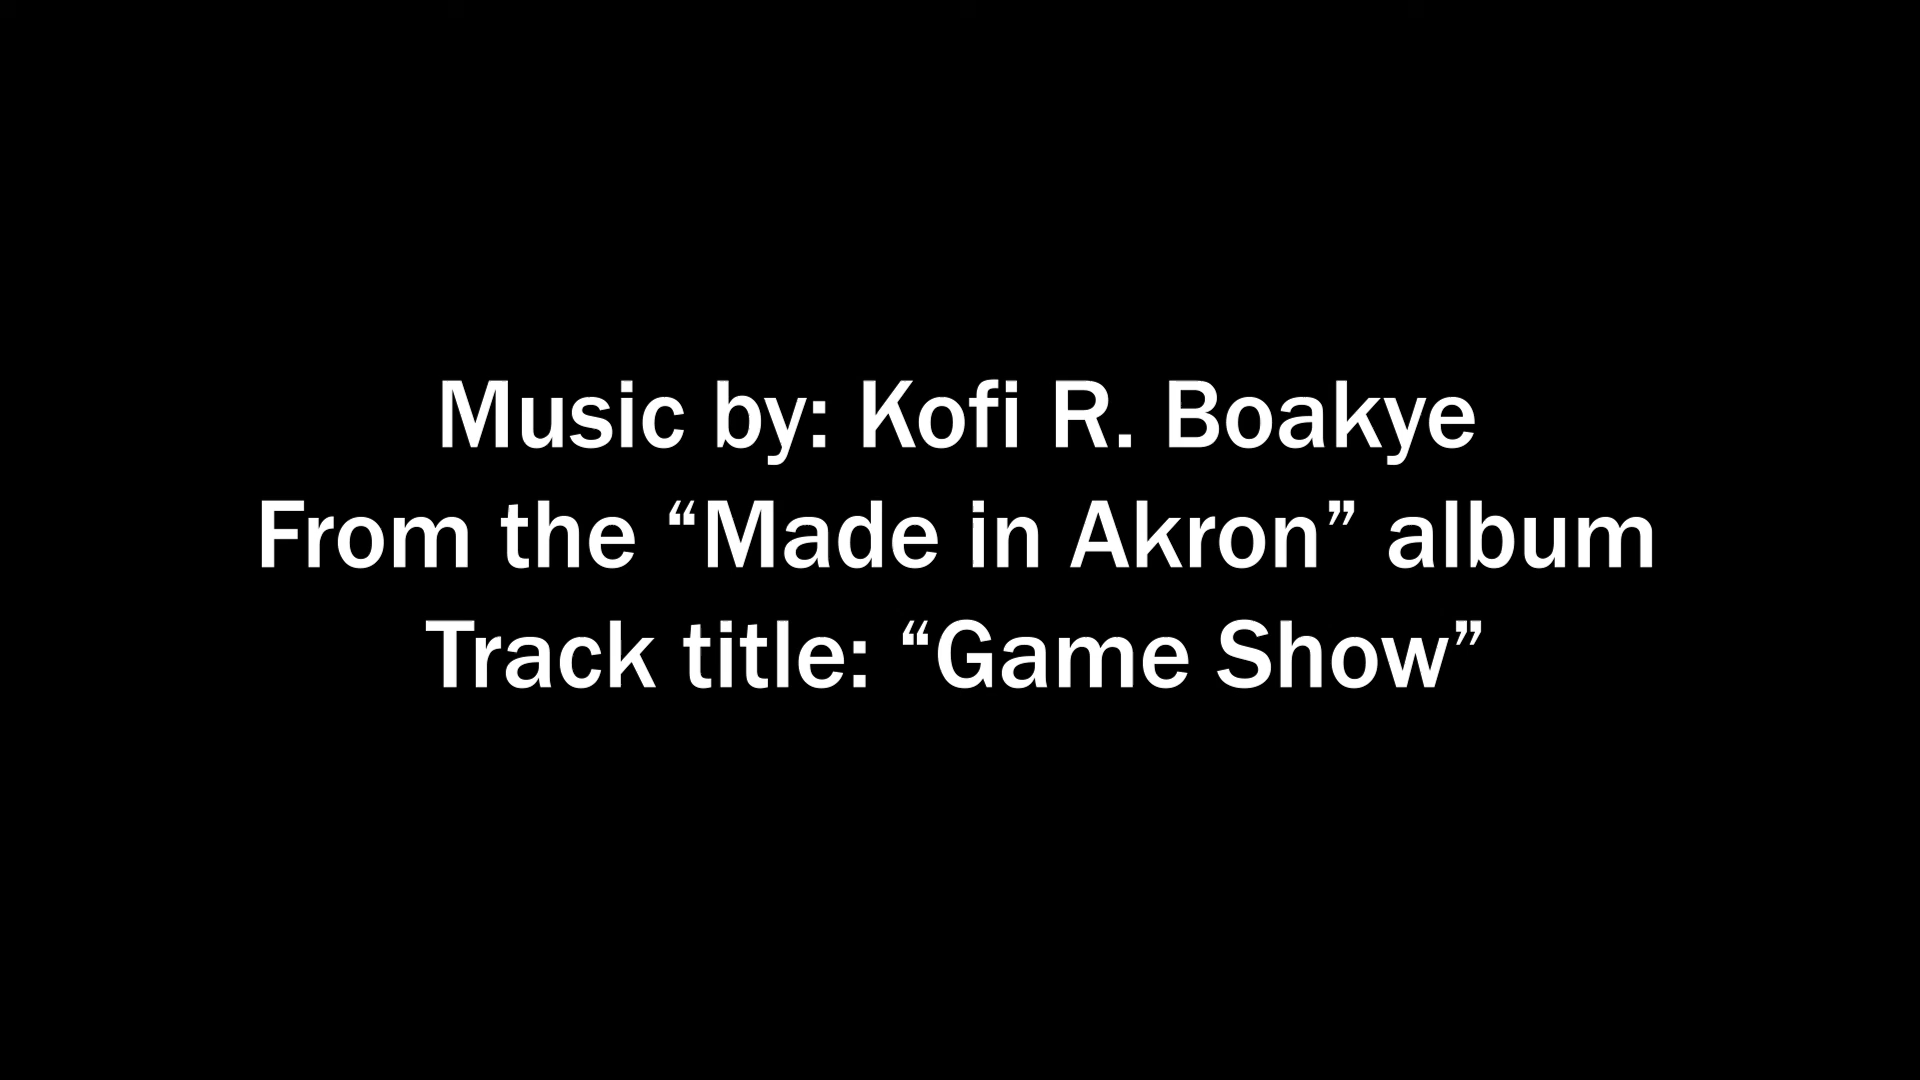 Music by: Kofi R. Boakye
From the “Made in Akron” album
Track title: “Game Show”